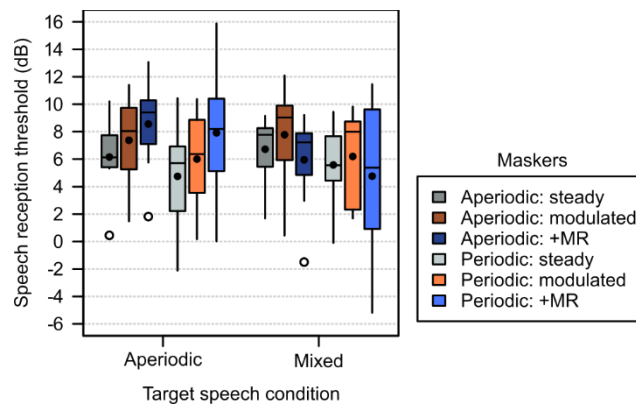 Speech reception threshold (dB)
16
14
12
10
8
6
4
2
0
-2
-4
-6
Aperiodic
Mixed
Target speech condition
Maskers
Aperiodic: steady
Aperiodic: modulated
Aperiodic: +MR
Periodic: steady
Periodic: modulated
Periodic: +MR